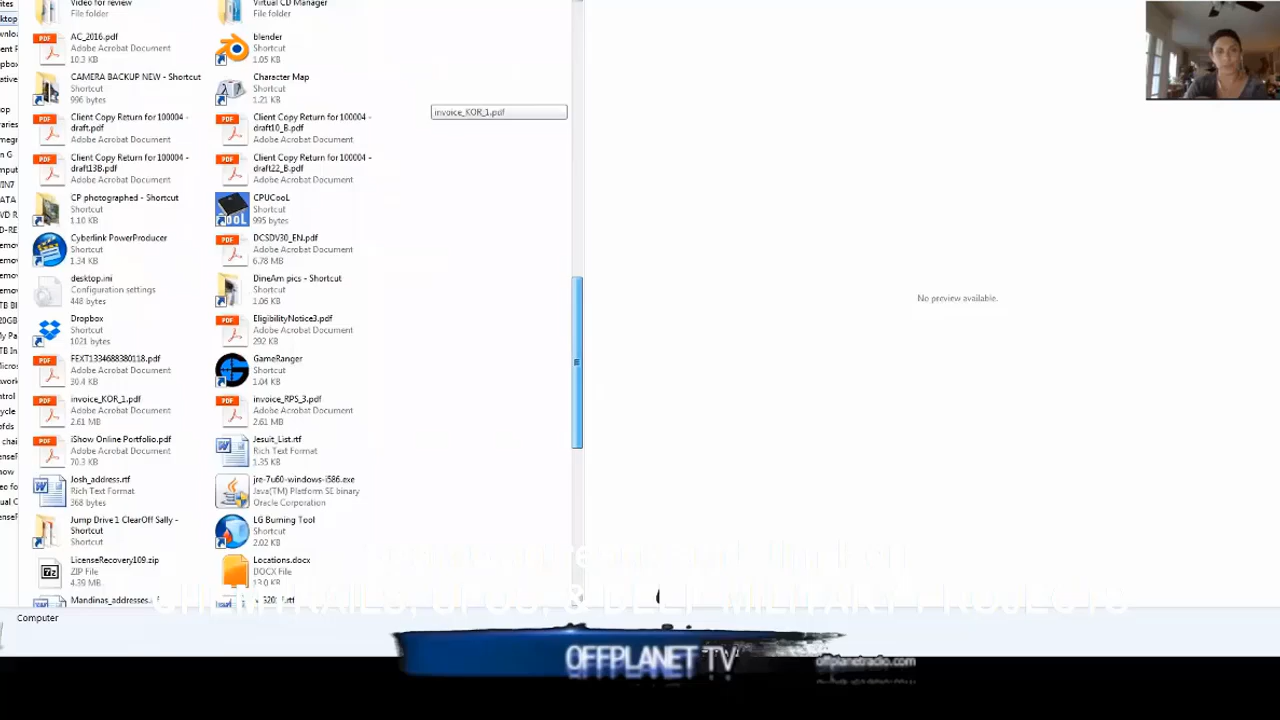 Video for review
File folder
Virtual CD Manager
File folder
AC_2016.pdf
Adobe Acrobat Document
10.3 KB
blender
Shortcut
1.05 KB
CAMERA BACKUP NEW - Shortcut
Shortcut
996 bytes
Character Map
Shortcut
1.21 KB
invoice_KOR_1.pdf
Client Copy Return for 100004 -
draft.pdf
Adobe Acrobat Document
Client Copy Return for 100004 -
draft10_B.pdf
Adobe Acrobat Document
Client Copy Return for 100004 -
draft13B.pdf
Adobe Acrobat Document
Client Copy Return for 100004 -
draft22_B.pdf
Adobe Acrobat Document
CP photographed - Shortcut
Shortcut
1.10 KB
CPUCooL
Shortcut
995 bytes
Cyberlink PowerProducer
Shortcut
1.34 KB
DCSDV30_EN.pdf
Adobe Acrobat Document
6.78 MB
desktop.ini
Configuration settings
448 bytes
DineAm pics - Shortcut
Shortcut
1.06 KB
No preview available.
Dropbox
Shortcut
1021 bytes
EligibilityNotice3.pdf
Adobe Acrobat Document
292 KB
FEXT1334688380118.pdf
Adobe Acrobat Document
30.4 KB
GameRanger
Shortcut
1.04 KB
invoice_KOR_1.pdf
Adobe Acrobat Document
2.61 MB
invoice_RPS_3.pdf
Adobe Acrobat Document
2.61 MB
iShow Online Portfolio.pdf
Adobe Acrobat Document
70.3 KB
Jesuit_List.rtf
Rich Text Format
1.35 KB
Josh_address.rtf
Rich Text Format
368 bytes
jre-7u60-windows-i586.exe
Java(TM) Platform SE binary
Oracle Corporation
Jump Drive 1 ClearOff Sally -
Shortcut
Shortcut
LG Burning Tool
Shortcut
2.02 KB
LicenseRecovery109.zip
ZIP File
4.39 MB
Locations.docx
DOCX File
13.0 KB
CHEMTRAILS, UFOS, & DEEP MILITARY PROJECTS
Computer
OFFPLANET TV
offplanetradio.com